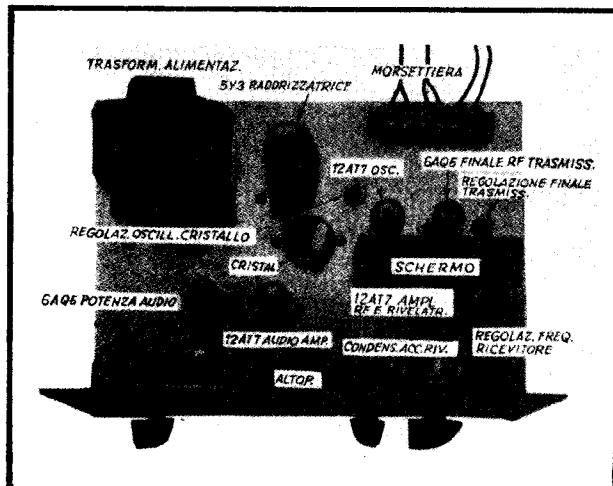 TRASFORM. ALIMENTAZ.
5Y3 RADDRIZZATRICE
MORSETTIERA
12AT7 OSC.
6AQ5 FINALE RF TRASMISS.
REGOLAZIONE FINALE
TRASMISS.
REGOLAZ. OSCILL. CRISTALLO
CRISTAL
SCHERMO
6AQ5 POTENZA AUDIO
12AT7 AMPL.
RF E RIVELATR.
12AT7 AUDIO AMP.
CONDENS. ACC. RIV.
REGOLAZ. FREQ.
RICEVITORE
ALTOP.